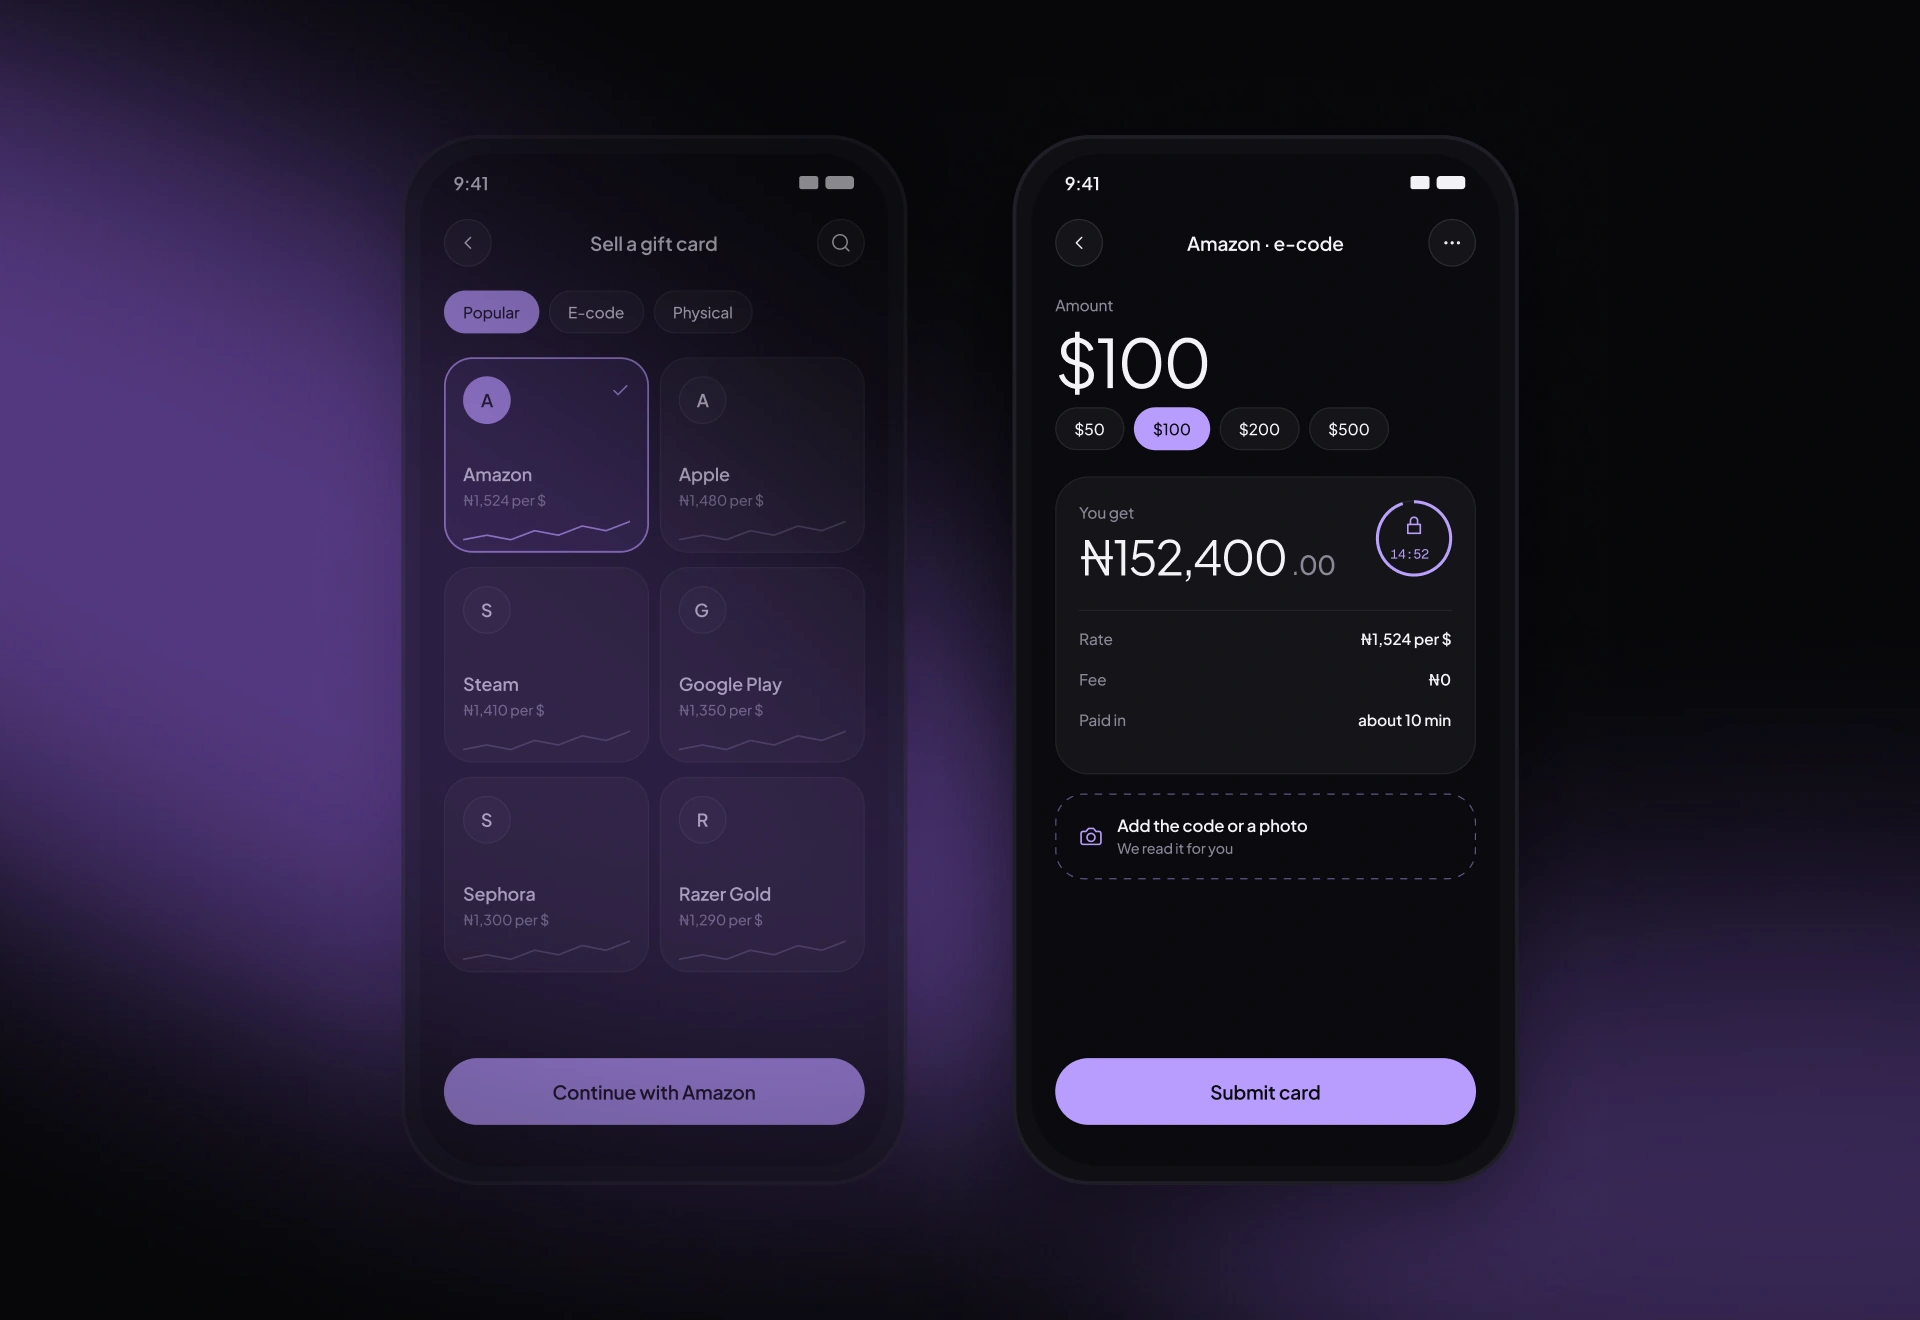 9:41
Sell a gift card
Popular
E-code
Physical
A
Amazon
₦1,524 per $
A
Apple
₦1,480 per $
S
Steam
₦1,410 per $
G
Google Play
₦1,350 per $
S
Sephora
₦1,300 per $
R
Razer Gold
₦1,290 per $
Continue with Amazon
9:41
Amazon · e-code
Amount
$100
$50
$100
$200
$500
You get
₦152,400.00
14:52
Rate
₦1,524 per $
Fee
₦0
Paid in
about 10 min
Add the code or a photo
We read it for you
Submit card